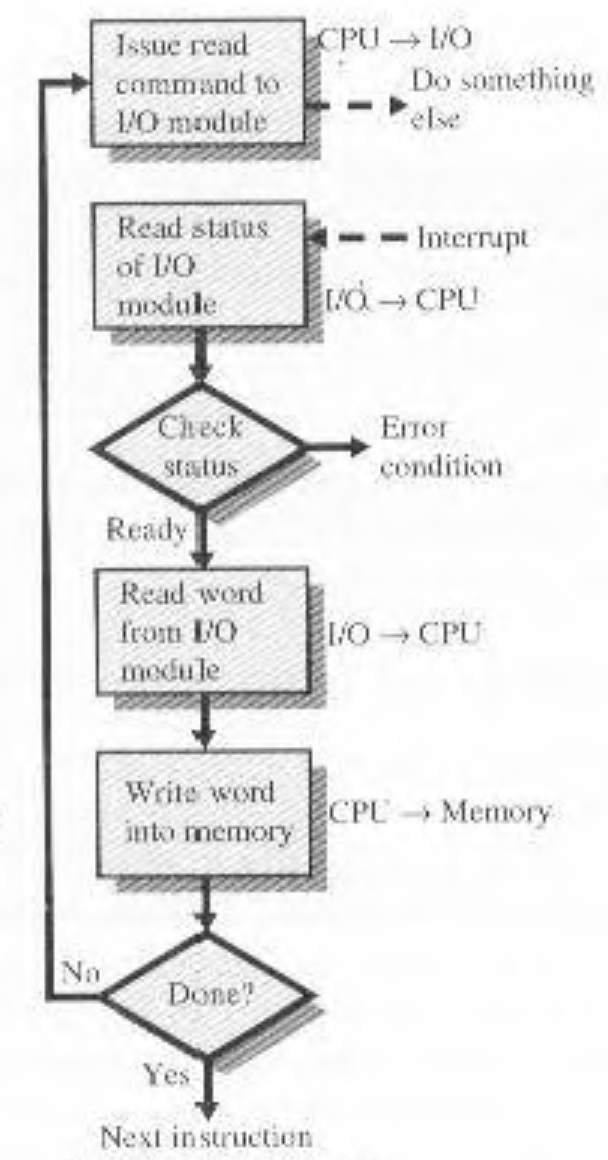 Issue read
command to
I/O module
CPU → I/O
Do something
else
Read status
of I/O
module
Interrupt
I/O → CPU
Check
status
Error
condition
Ready
Read word
from I/O
module
I/O → CPU
Write word
into memory
CPU → Memory
No
Done?
Yes
Next instruction